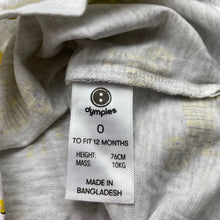 dymples
0
TO FIT 12 MONTHS
HEIGHT: 76CM
MASS: 10KG
MADE IN
BANGLADESH